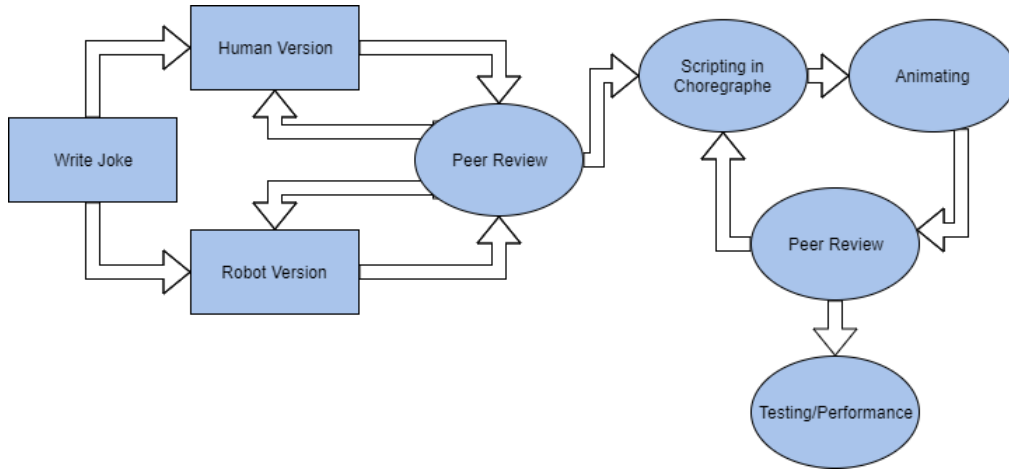 Human Version
Scripting in
Choregraphe
Animating
Write Joke
Peer Review
Robot Version
Peer Review
Testing/Performance